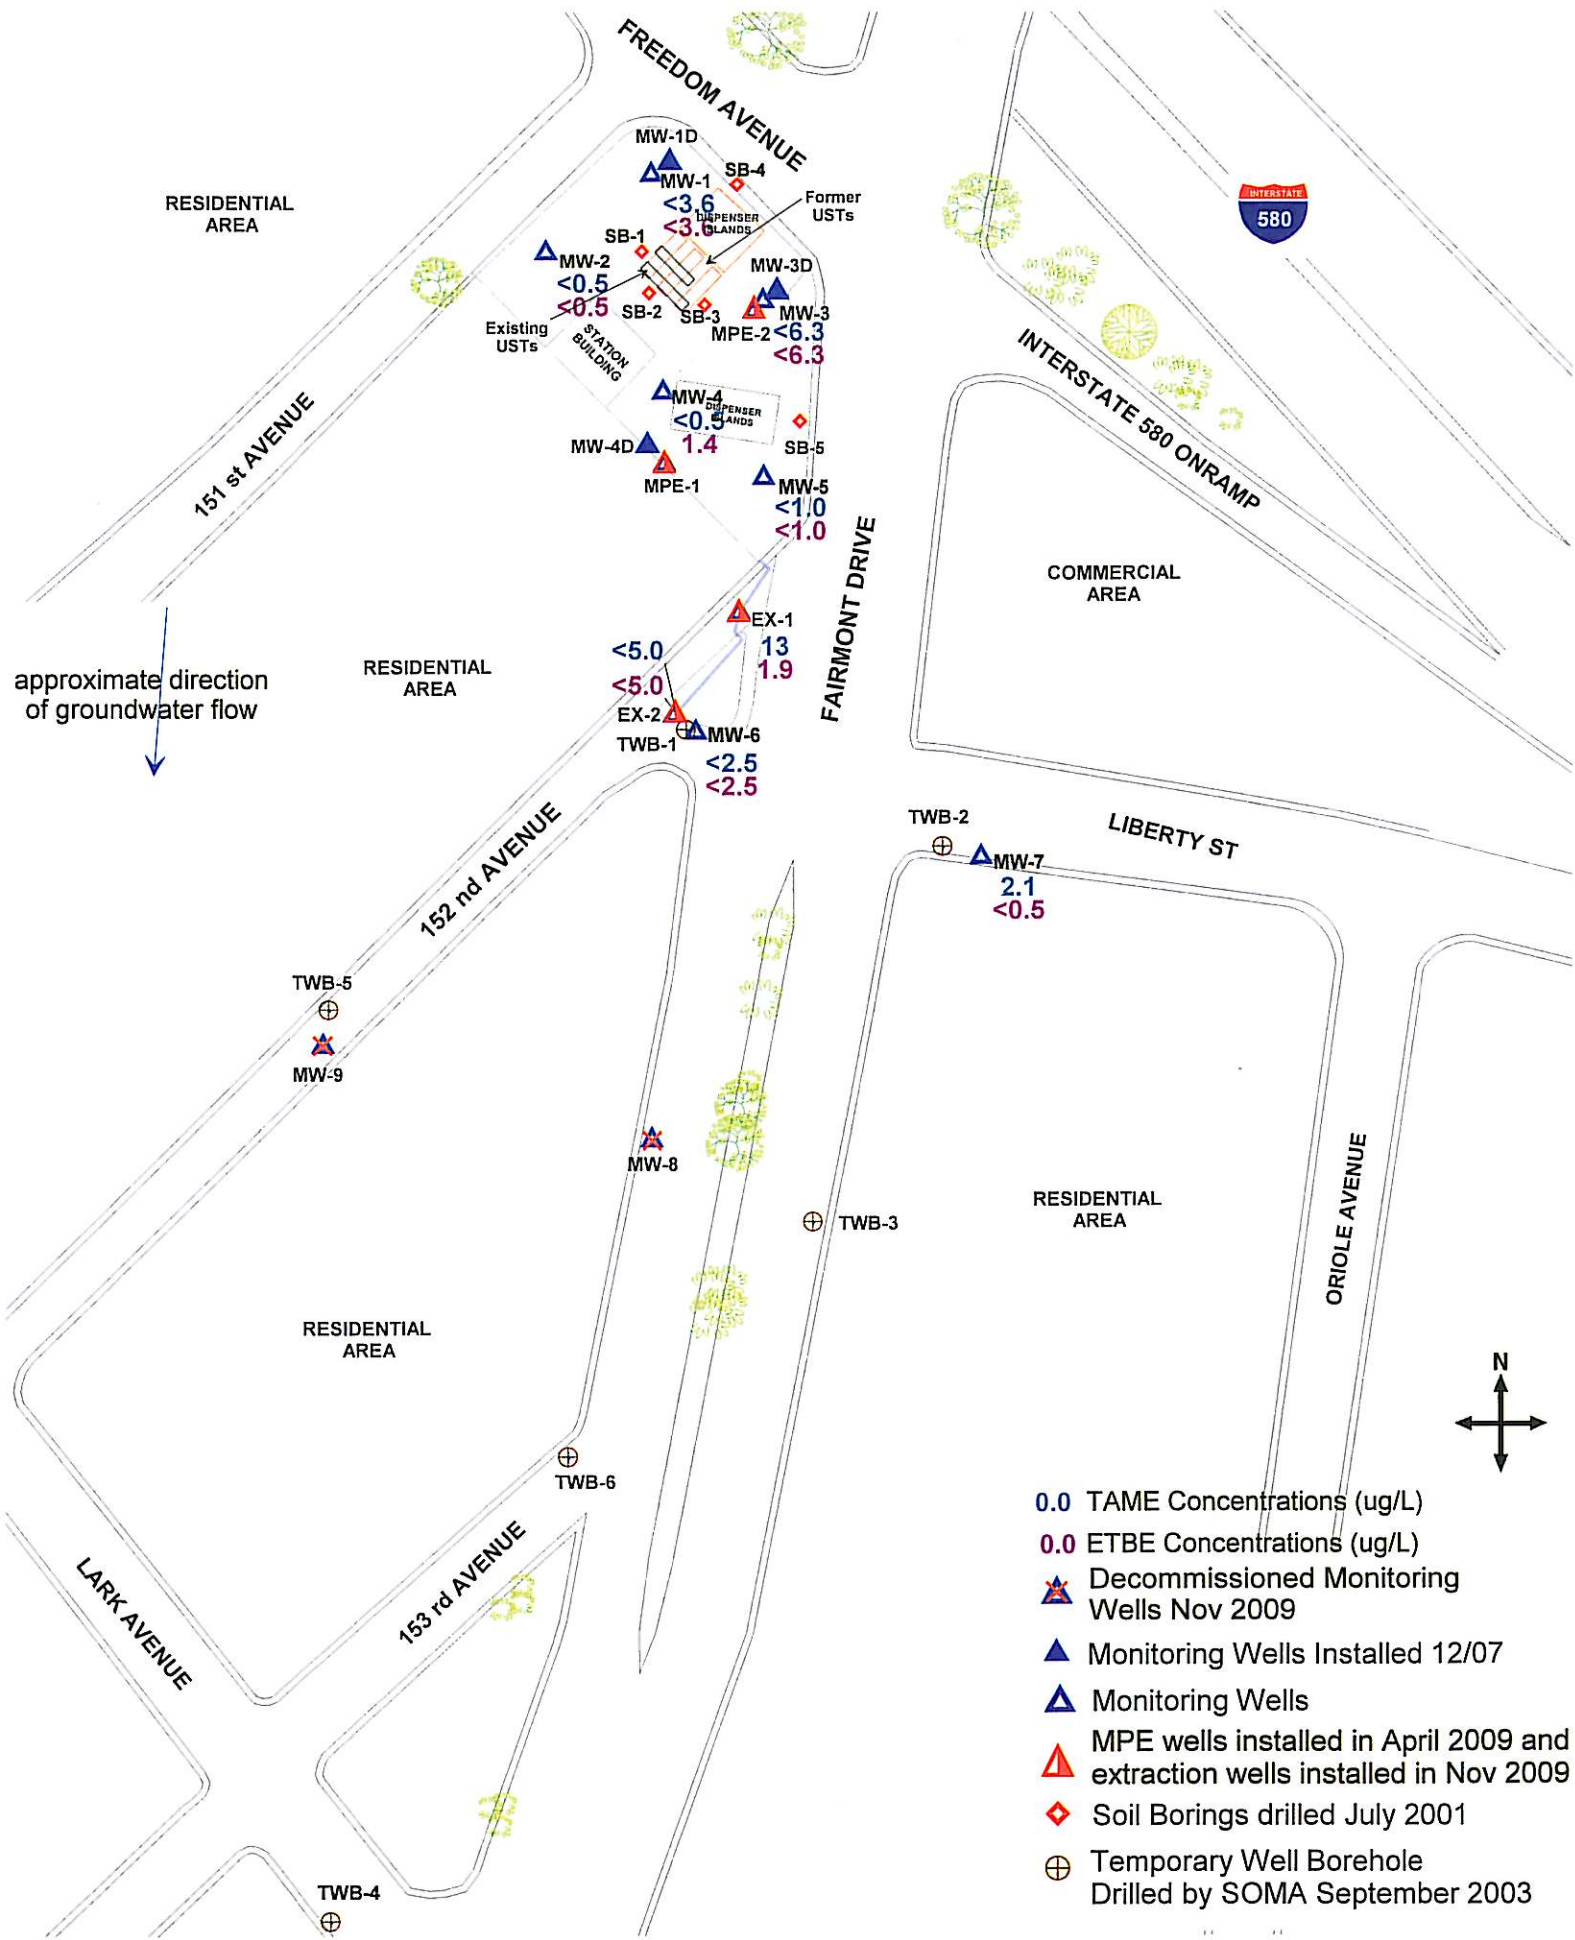 FREEDOM AVENUE
MW-1D
SB-4
MW-1
<3.6
<3.6
DISPENSER
ISLANDS
Former
USTs
RESIDENTIAL
AREA
INTERSTATE
580
SB-1
MW-2
<0.5
<0.5
MW-3D
SB-2
SB-3
MW-3
MPE-2
<6.3
<6.3
Existing
USTs
STATION
BUILDING
INTERSTATE 580 ONRAMP
MW-4
<0.5
1.4
DISPENSER
ISLANDS
MW-4D
SB-5
MPE-1
MW-5
<1.0
<1.0
151 st AVENUE
FAIRMONT DRIVE
COMMERCIAL
AREA
EX-1
13
1.9
<5.0
<5.0
RESIDENTIAL
AREA
approximate direction
of groundwater flow
EX-2
TWB-1
MW-6
<2.5
<2.5
TWB-2
LIBERTY ST
MW-7
2.1
<0.5
152 nd AVENUE
TWB-5
MW-9
MW-8
TWB-3
RESIDENTIAL
AREA
ORIOLE AVENUE
RESIDENTIAL
AREA
N
TWB-6
153 rd AVENUE
LARK AVENUE
TWB-4
0.0 TAME Concentrations (ug/L)
0.0 ETBE Concentrations (ug/L)
Decommissioned Monitoring
Wells Nov 2009
Monitoring Wells Installed 12/07
Monitoring Wells
MPE wells installed in April 2009 and
extraction wells installed in Nov 2009
Soil Borings drilled July 2001
Temporary Well Borehole
Drilled by SOMA September 2003